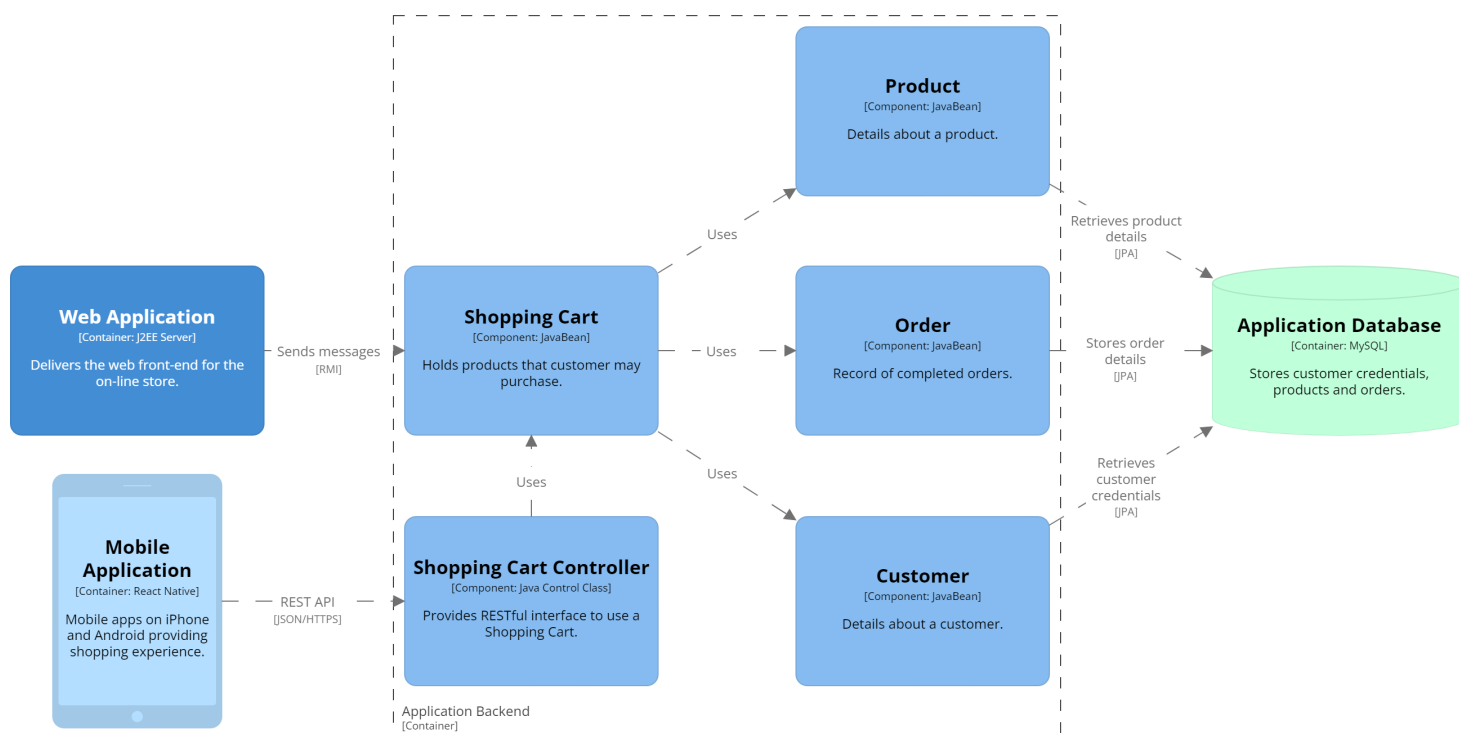 Product
[Component: JavaBean]
Details about a product.
Uses
Retrieves product
details
[JPA]
Web Application
[Container: J2EE Server]
Delivers the web front-end for the
on-line store.
Sends messages
[RMI]
Shopping Cart
[Component: JavaBean]
Holds products that customer may
purchase.
Uses
Order
[Component: JavaBean]
Record of completed orders.
Stores order
details
[JPA]
Application Database
[Container: MySQL]
Stores customer credentials,
products and orders.
Uses
Uses
Retrieves
customer
credentials
[JPA]
Mobile
Application
[Container: React Native]
Mobile apps on iPhone
and Android providing
shopping experience.
REST API
[JSON/HTTPS]
Shopping Cart Controller
[Component: Java Control Class]
Provides RESTful interface to use a
Shopping Cart.
Customer
[Component: JavaBean]
Details about a customer.
Application Backend
[Container]